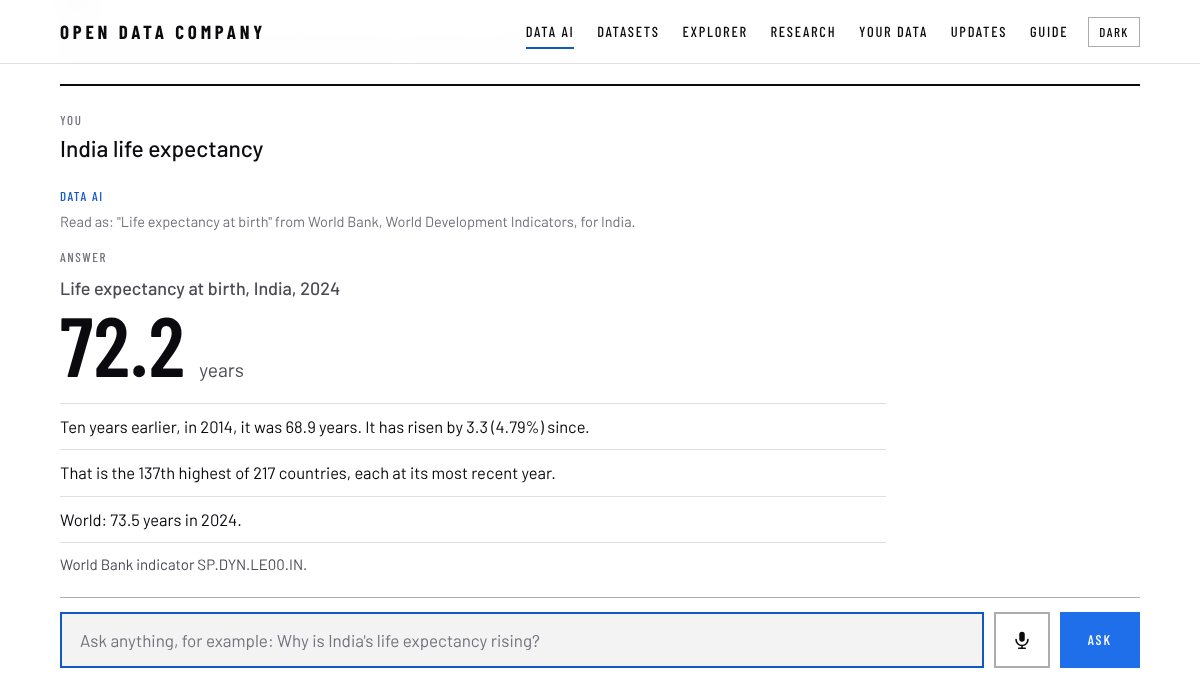 OPEN DATA COMPANY
DATA AI DATASETS EXPLORER RESEARCH YOUR DATA UPDATES GUIDE DARK
YOU
India life expectancy
DATA AI
Read as: "Life expectancy at birth" from World Bank, World Development Indicators, for India.
ANSWER
Life expectancy at birth, India, 2024
72.2 years
Ten years earlier, in 2014, it was 68.9 years. It has risen by 3.3 (4.79%) since.
That is the 137th highest of 217 countries, each at its most recent year.
World: 73.5 years in 2024.
World Bank indicator SP.DYN.LE00.IN.
Ask anything, for example: Why is India's life expectancy rising?
ASK